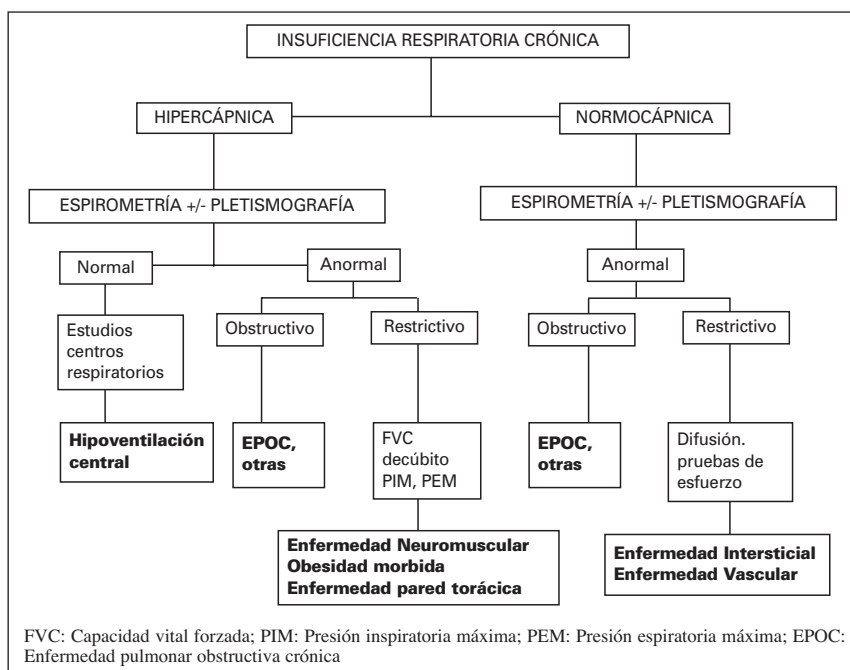 INSUFICIENCIA RESPIRATORIA CRÓNICA
HIPERCÁPNICA
NORMOCÁPNICA
ESPIROMETRÍA +/- PLETISMOGRAFÍA
ESPIROMETRÍA +/- PLETISMOGRAFÍA
Normal
Anormal
Anormal
Estudios
centros
respiratorios
Obstructivo
Restrictivo
Obstructivo
Restrictivo
Hipoventilación
central
EPOC,
otras
FVC
decúbito
PIM, PEM
EPOC,
otras
Difusión.
pruebas de
esfuerzo
Enfermedad Neuromuscular
Obesidad morbida
Enfermedad pared torácica
Enfermedad Intersticial
Enfermedad Vascular
FVC: Capacidad vital forzada; PIM: Presión inspiratoria máxima; PEM: Presión espiratoria máxima; EPOC:
Enfermedad pulmonar obstructiva crónica